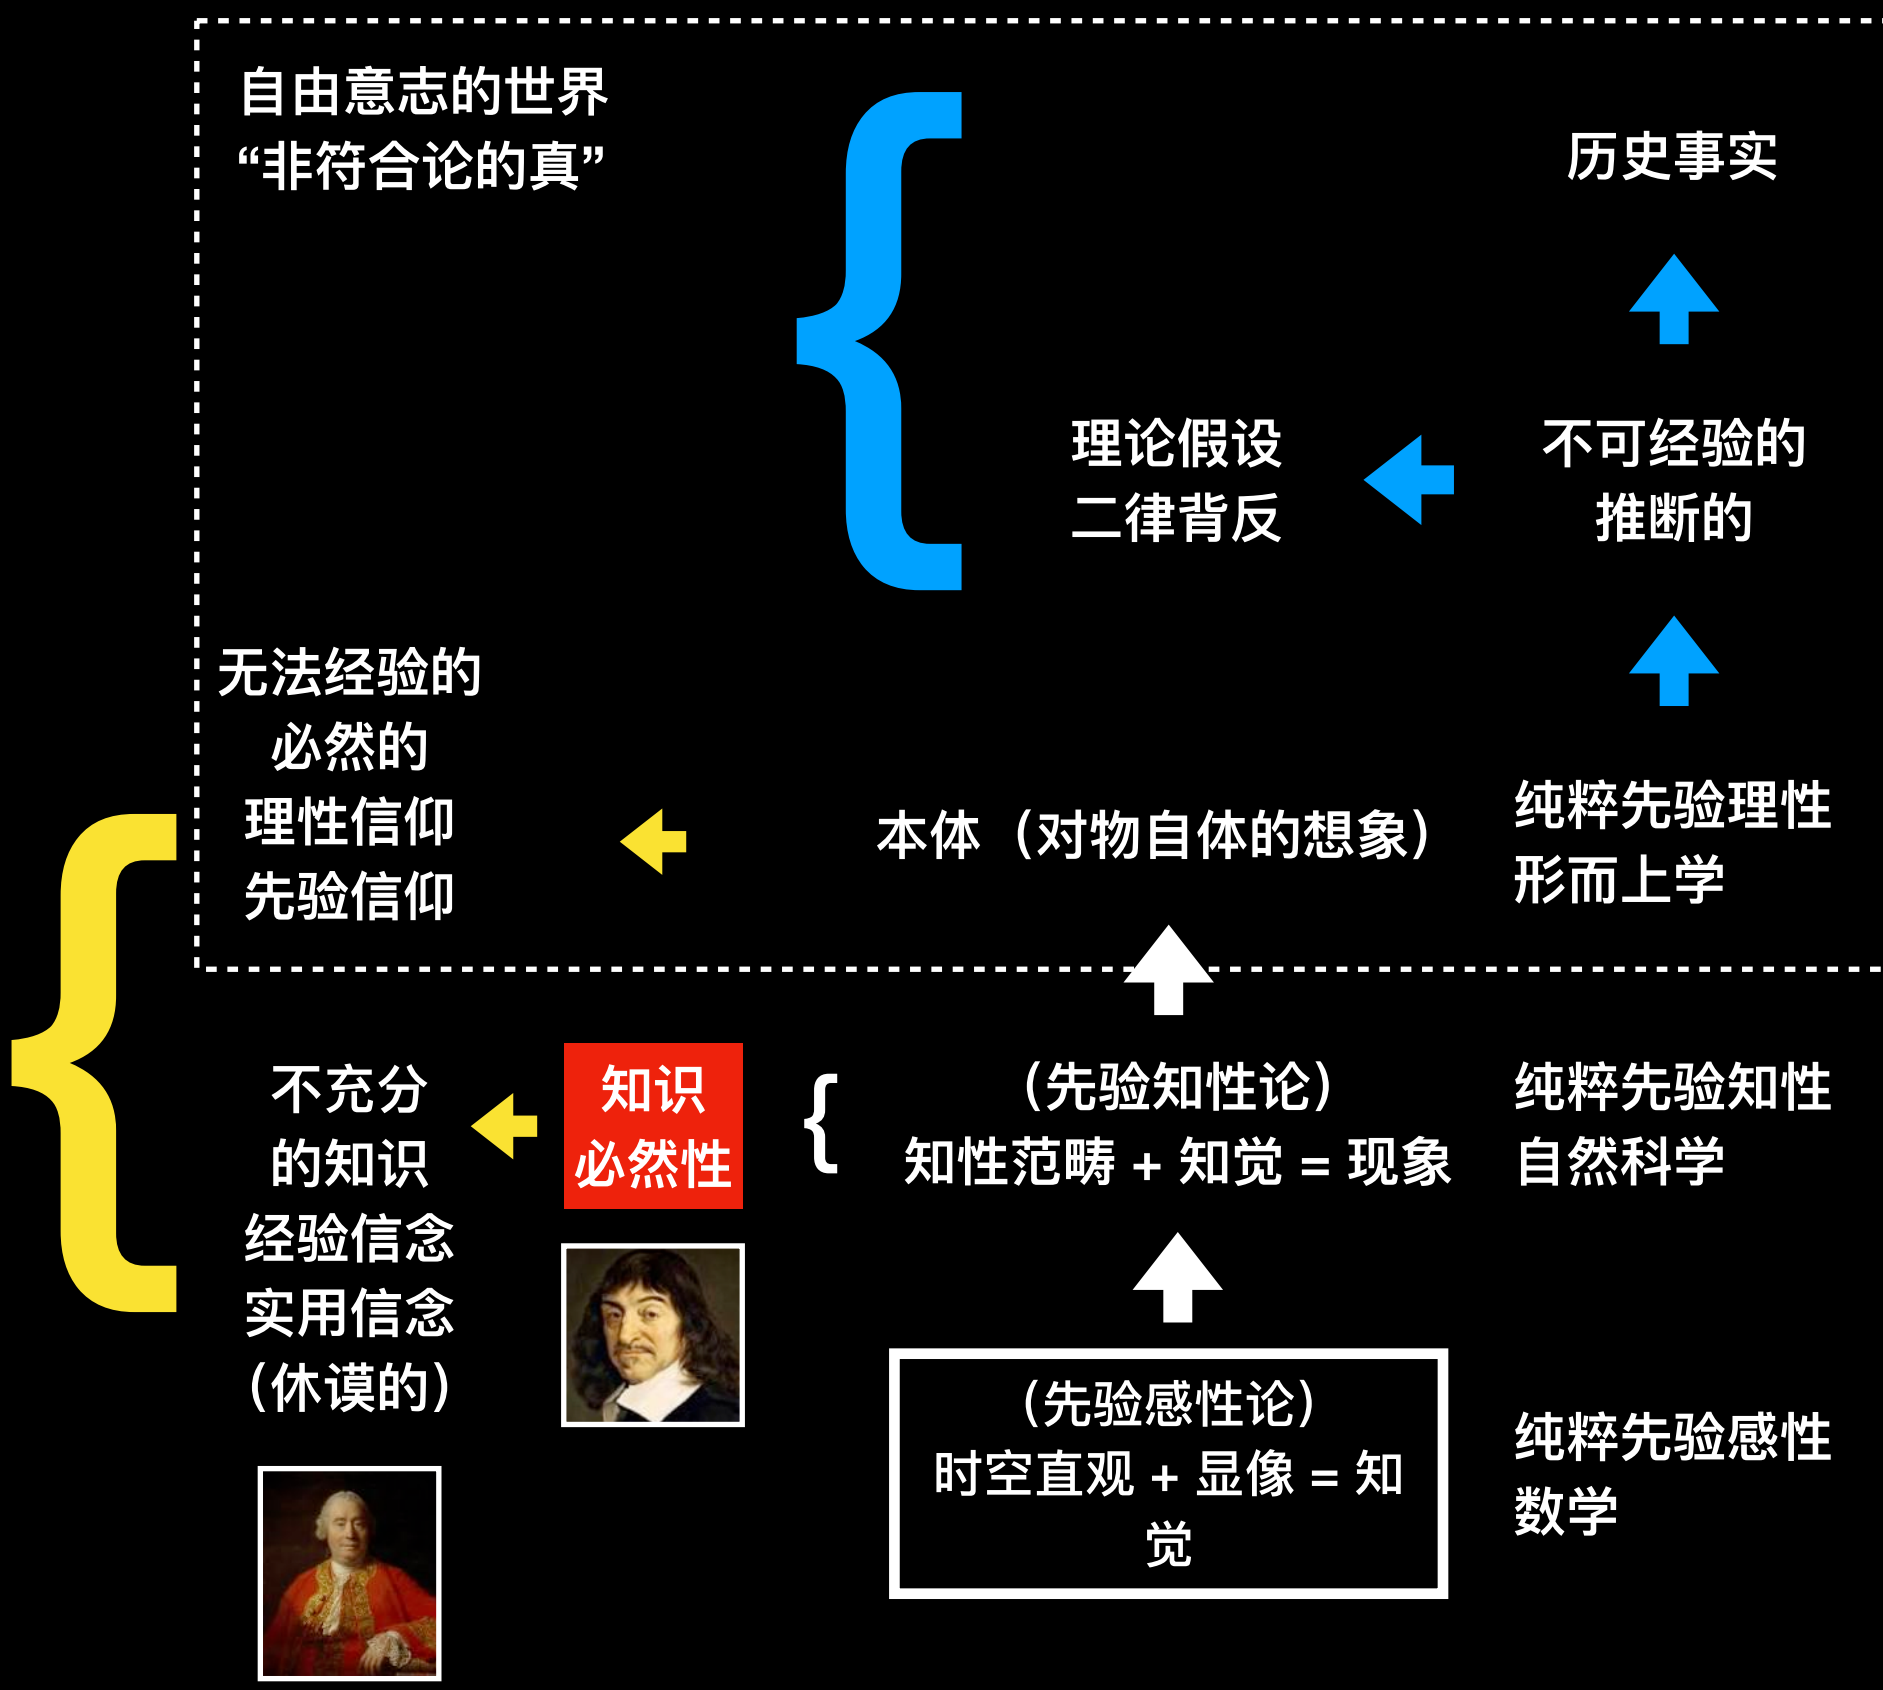 自由意志的世界
“非符合论的真”
历史事实
理论假设
二律背反
不可经验的
推断的
无法经验的
必然的
理性信仰
先验信仰
本体（对物自体的想象）
纯粹先验理性
形而上学
不充分
的知识
经验信念
实用信念
（休谟的）
知识
必然性
（先验知性论）
知性范畴 + 知觉 = 现象
纯粹先验知性
自然科学
（先验感性论）
时空直观 + 显像 = 知
觉
纯粹先验感性
数学